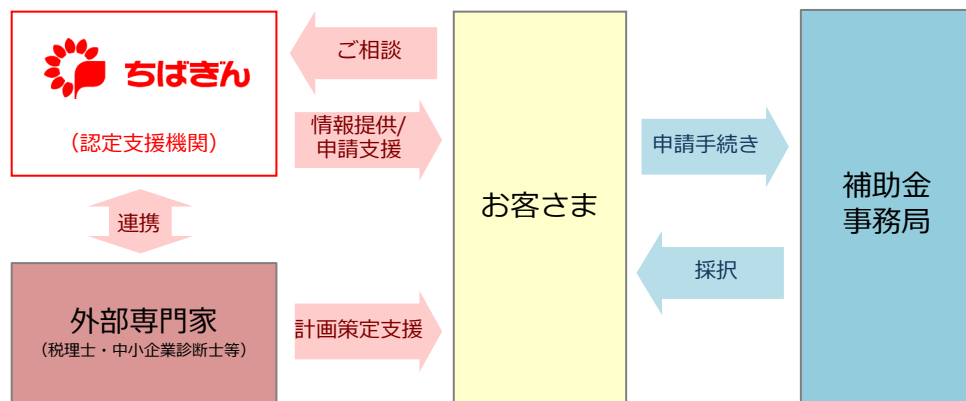 ちばぎん
（認定支援機関）
ご相談
情報提供/
申請支援
連携
外部専門家
（税理士・中小企業診断士等）
計画策定支援
お客さま
申請手続き
採択
補助金
事務局